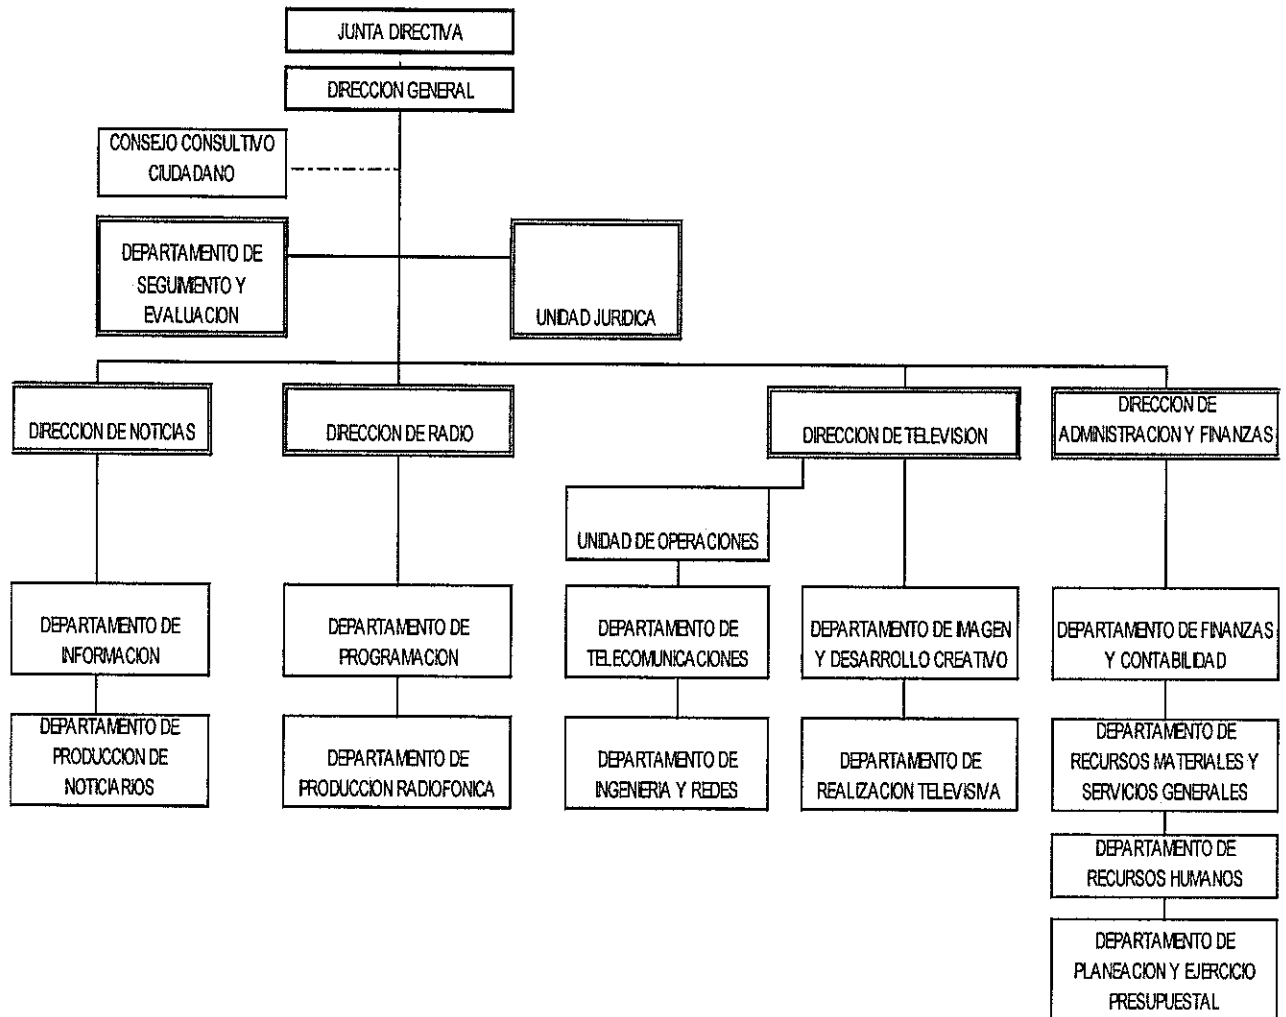 JUNTA DIRECTIVA
DIRECCION GENERAL
CONSEJO CONSULTIVO
CIUDADANO
DEPARTAMENTO DE
SEGUIMIENTO Y
EVALUACION
UNIDAD JURIDICA
DIRECCION DE NOTICIAS
DIRECCION DE RADIO
DIRECCION DE TELEVISION
DIRECCION DE
ADMINISTRACION Y FINANZAS
UNIDAD DE OPERACIONES
DEPARTAMENTO DE
INFORMACION
DEPARTAMENTO DE
PROGRAMACION
DEPARTAMENTO DE
TELECOMUNICACIONES
DEPARTAMENTO DE IMAGEN
Y DESARROLLO CREATIVO
DEPARTAMENTO DE FINANZAS
Y CONTABILIDAD
DEPARTAMENTO DE
PRODUCCION DE
NOTICIARIOS
DEPARTAMENTO DE
PRODUCCION RADIOFONICA
DEPARTAMENTO DE
INGENIERIA Y REDES
DEPARTAMENTO DE
REALIZACION TELEVISIVA
DEPARTAMENTO DE
RECURSOS MATERIALES Y
SERVICIOS GENERALES
DEPARTAMENTO DE
RECURSOS HUMANOS
DEPARTAMENTO DE
PLANEACION Y EJERCICIO
PRESUPUESTAL